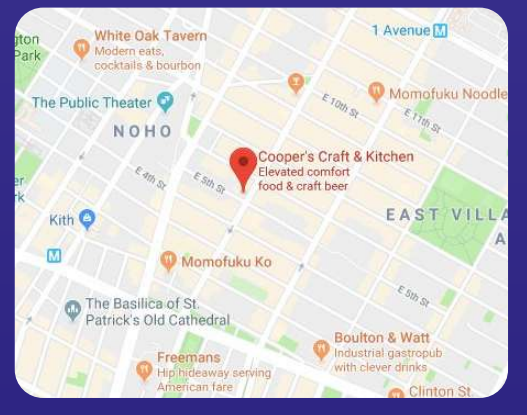 White Oak Tavern
Modern eats,
cocktails & bourbon
1 Avenue M
gton
Park
The Public Theater
Momofuku Noodle
E 10th St
E 11th St
NOHO
Cooper's Craft & Kitchen
Elevated comfort
food & craft beer
E 4th St
E 5th St
er
rk
Kith
EAST VILLA
A
M
Momofuku Ko
E 5th St
The Basilica of St.
Patrick's Old Cathedral
Boulton & Watt
Industrial gastropub
with clever drinks
Freemans
Hip hideaway serving
American fare
Clinton St.